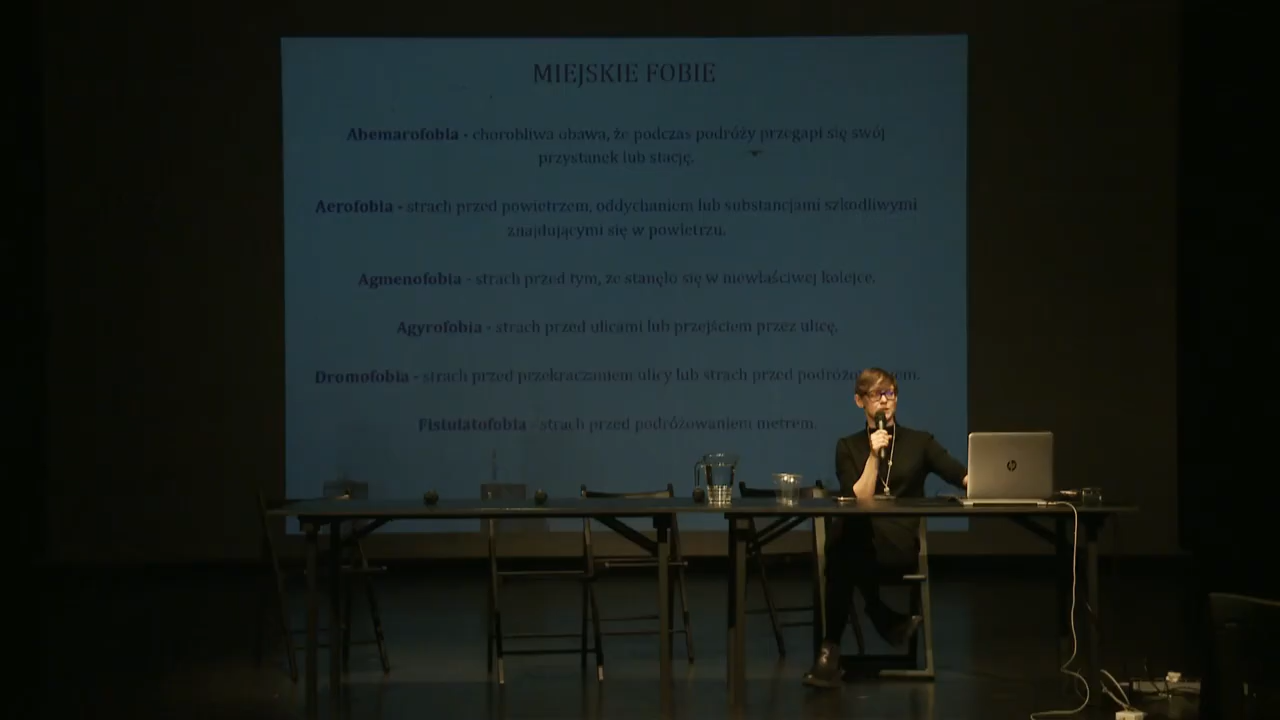 MIEJSKIE FOBIE
Abemarofobia - chorobliwa obawa, że podczas podróży przegapi się swój
przystanek lub stację.
Aerofobia - strach przed powietrzem, oddychaniem lub substancjami szkodliwymi
znajdującymi się w powietrzu.
Agmenofobia - strach przed tym, że stanęło się w niewłaściwej kolejce.
Agyrofobia - strach przed ulicami lub przejściem przez ulicę.
Dromofobia - strach przed przekraczaniem ulicy lub strach przed
Fistulatofobia - strach przed podróżowaniem metrem.
hp